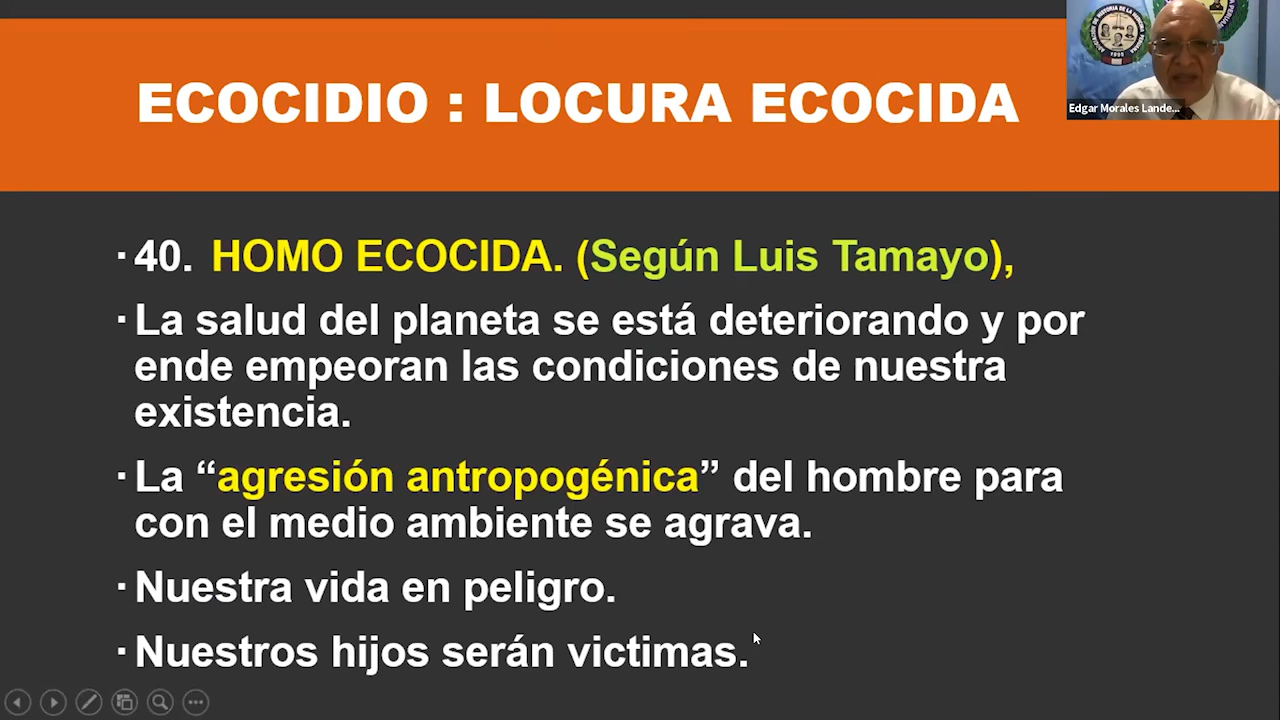 ECOCIDIO : LOCURA ECOCIDA
Edgar Morales Lande...
· 40. HOMO ECOCIDA. (Según Luis Tamayo),
· La salud del planeta se está deteriorando y por
ende empeoran las condiciones de nuestra
existencia.
· La “agresión antropogénica” del hombre para
con el medio ambiente se agrava.
· Nuestra vida en peligro.
· Nuestros hijos serán victimas.